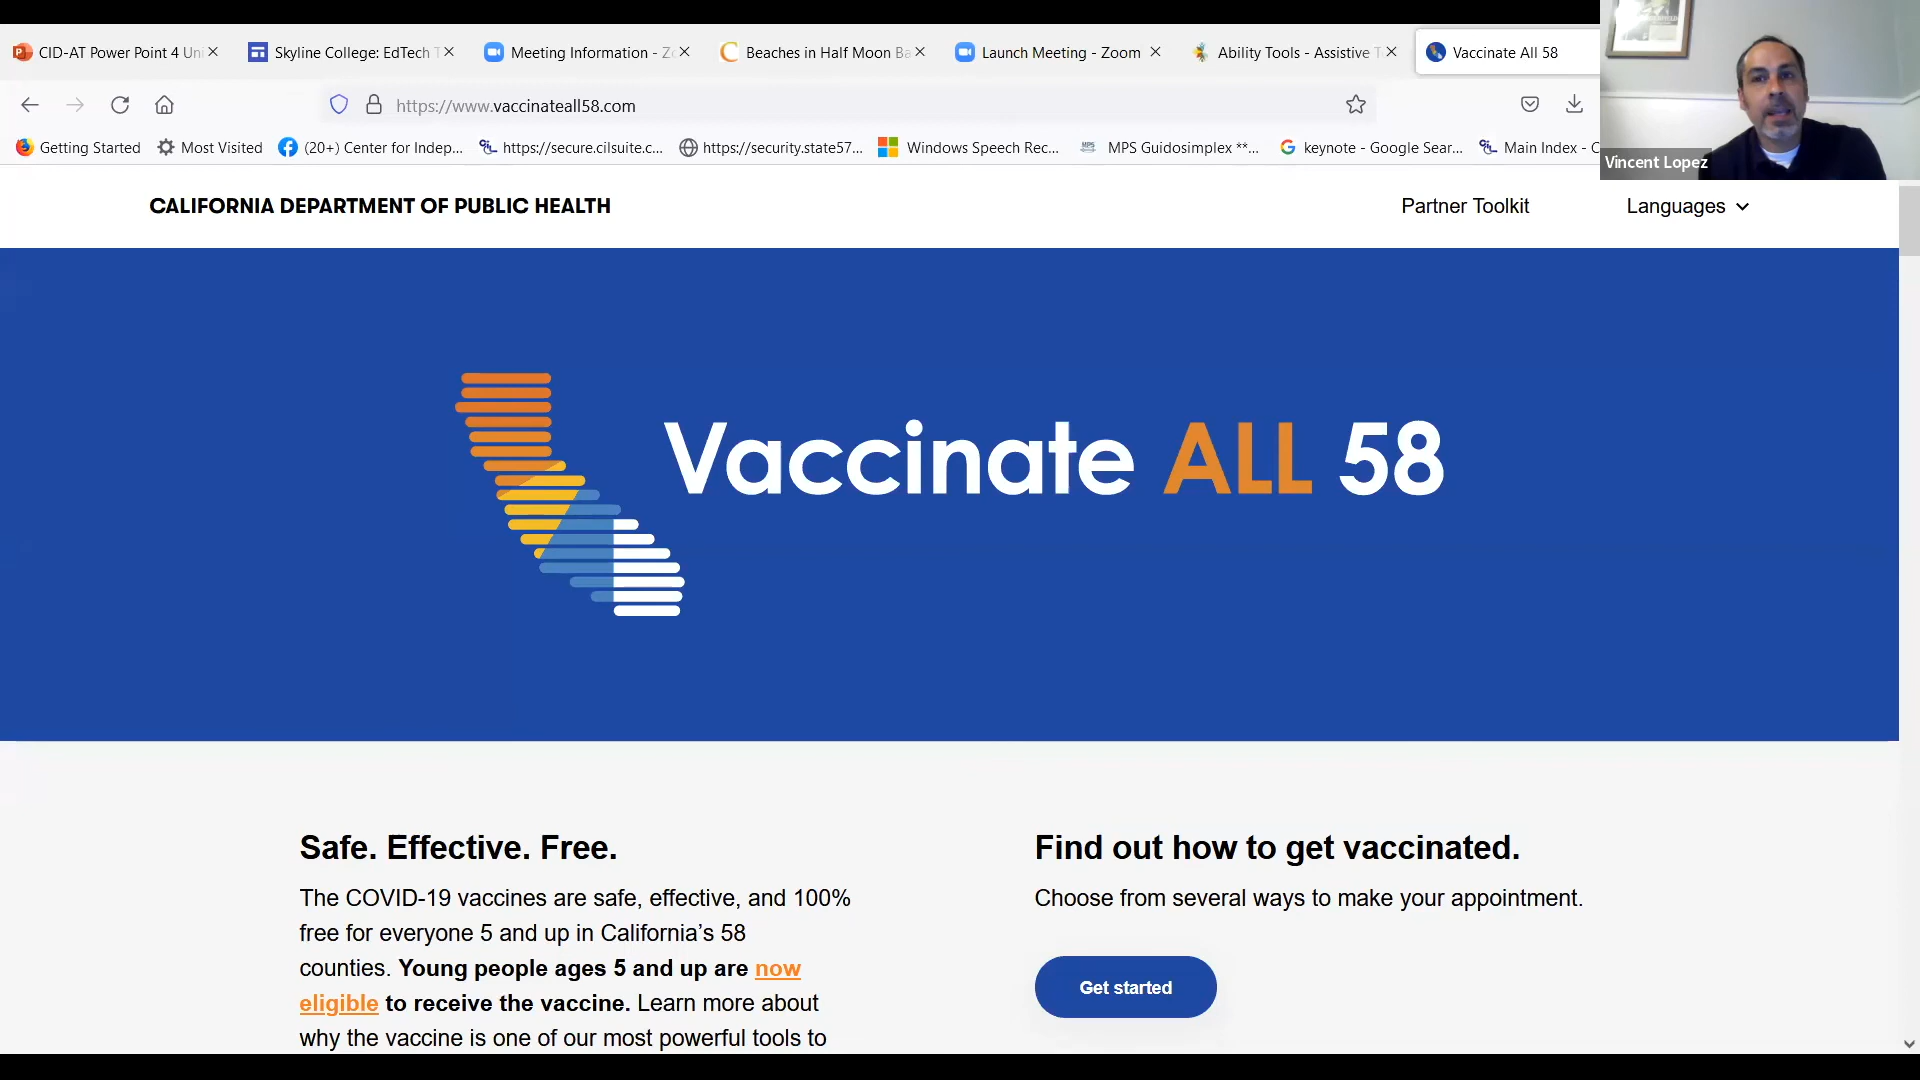 CID-AT Power Point 4 Uni
Skyline College: EdTech T
Meeting Information - Zo
Beaches in Half Moon Ba
Launch Meeting - Zoom
Ability Tools - Assistive T
Vaccinate All 58
https://www.vaccinateall58.com
Getting Started
Most Visited
(20+) Center for Indep...
https://secure.cilsuite.c...
https://security.state57...
Windows Speech Rec...
MPS Guidosimplex **...
keynote - Google Sear...
Main Index - C
Vincent Lopez
CALIFORNIA DEPARTMENT OF PUBLIC HEALTH
Partner Toolkit
Languages
Vaccinate ALL 58
Safe. Effective. Free.
The COVID-19 vaccines are safe, effective, and 100%
free for everyone 5 and up in California’s 58
counties. Young people ages 5 and up are now
eligible to receive the vaccine. Learn more about
why the vaccine is one of our most powerful tools to
Find out how to get vaccinated.
Choose from several ways to make your appointment.
Get started